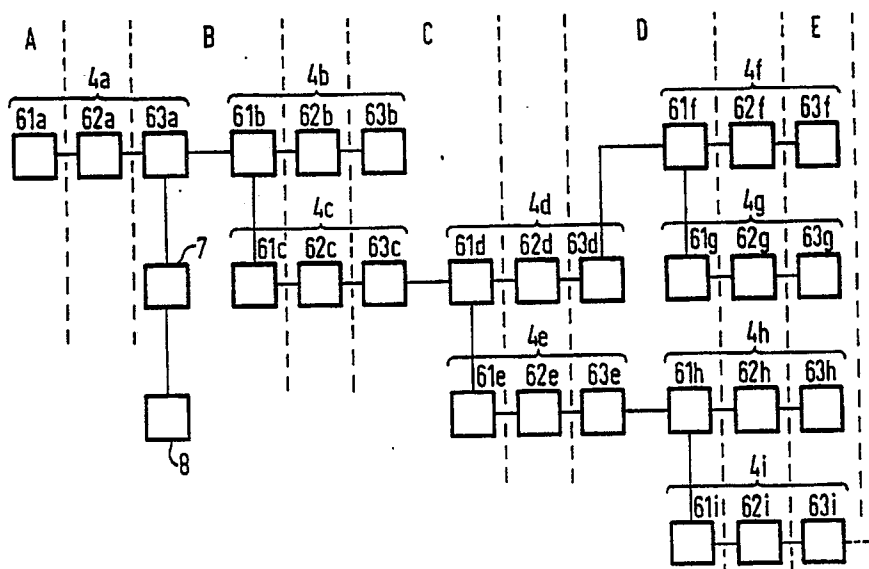 A B C D E
4a 4b 4f
61a 62a 63a 61b 62b 63b 61f 62f 63f
4c 4d 4g
7 61c 62c 63c 61d 62d 63d 61g 62g 63g
4e 4h
61e 62e 63e 61h 62h 63h
8
4i
61i 62i 63i